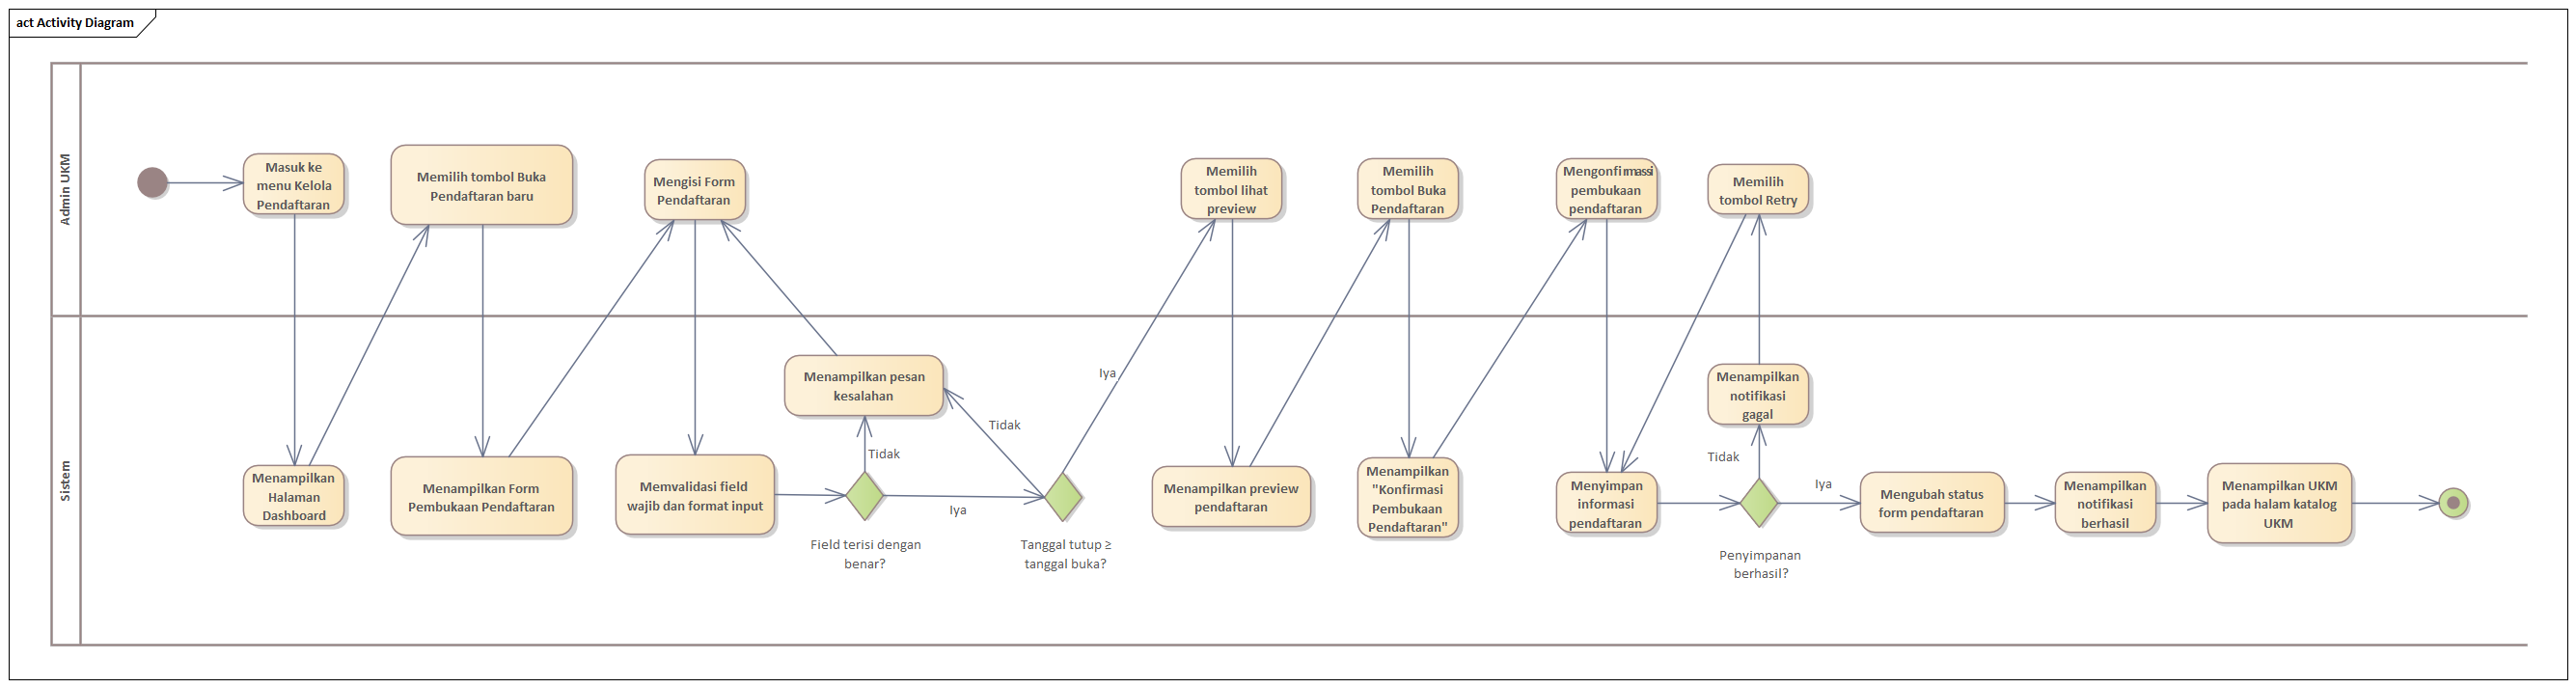 act Activity Diagram
Admin UKM
Masuk ke
menu Kelola
Pendaftaran
Memilih tombol Buka
Pendaftaran baru
Mengisi Form
Pendaftaran
Memilih
tombol lihat
preview
Memilih
tombol Buka
Pendaftaran
Mengonfirmassi
pembukaan
pendaftaran
Memilih
tombol Retry
Sistem
Menampilkan
Halaman
Dashboard
Menampilkan Form
Pembukaan Pendaftaran
Memvalidasi field
wajib dan format input
Menampilkan pesan
kesalahan
Tidak
Field terisi dengan
benar?
Iya
Tidak
Tanggal tutup ≥
tanggal buka?
Iya
Menampilkan preview
pendaftaran
Menampilkan
"Konfirmasi
Pembukaan
Pendaftaran"
Menyimpan
informasi
pendaftaran
Menampilkan
notifikasi
gagal
Tidak
Penyimpanan
berhasil?
Iya
Mengubah status
form pendaftaran
Menampilkan
notifikasi
berhasil
Menampilkan UKM
pada halam katalog
UKM